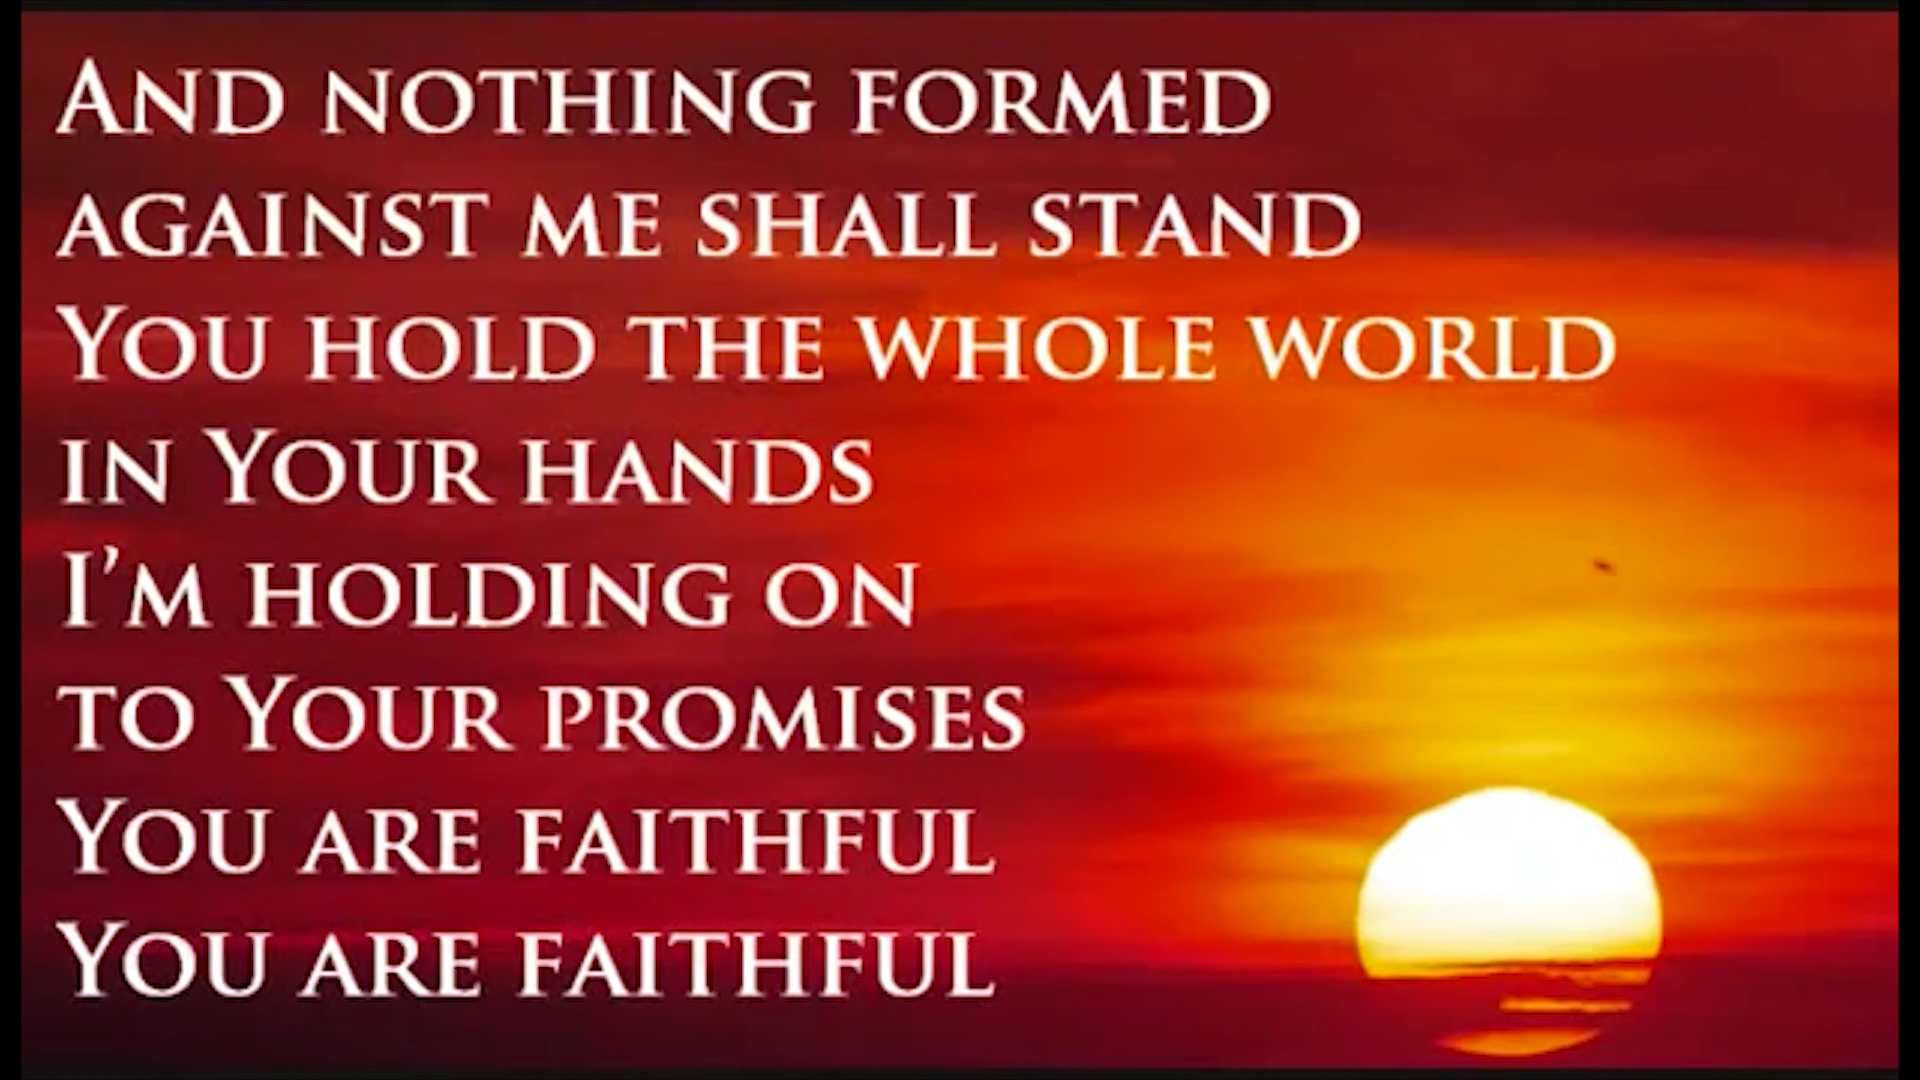 And nothing formed
against me shall stand
You hold the whole world
in Your hands
I'm holding on
to Your promises
You are faithful
You are faithful